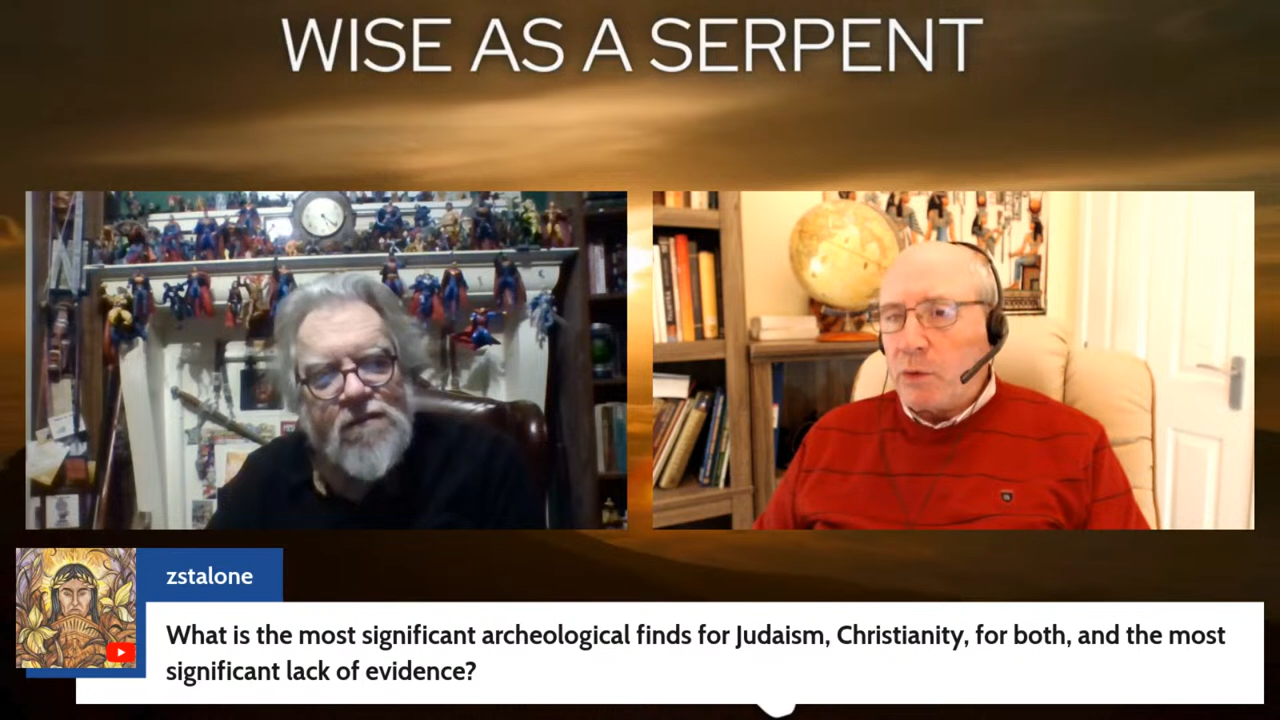 WISE AS A SERPENT
zstalone
What is the most significant archeological finds for Judaism, Christianity, for both, and the most
significant lack of evidence?